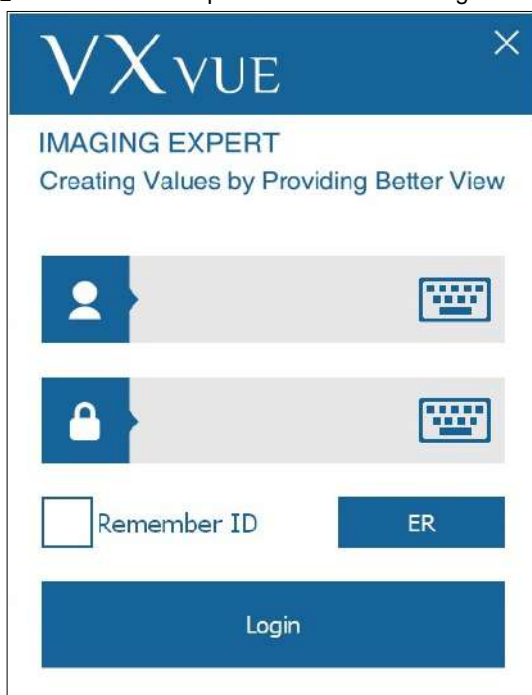 VXVUE
IMAGING EXPERT
Creating Values by Providing Better View
Remember ID
ER
Login